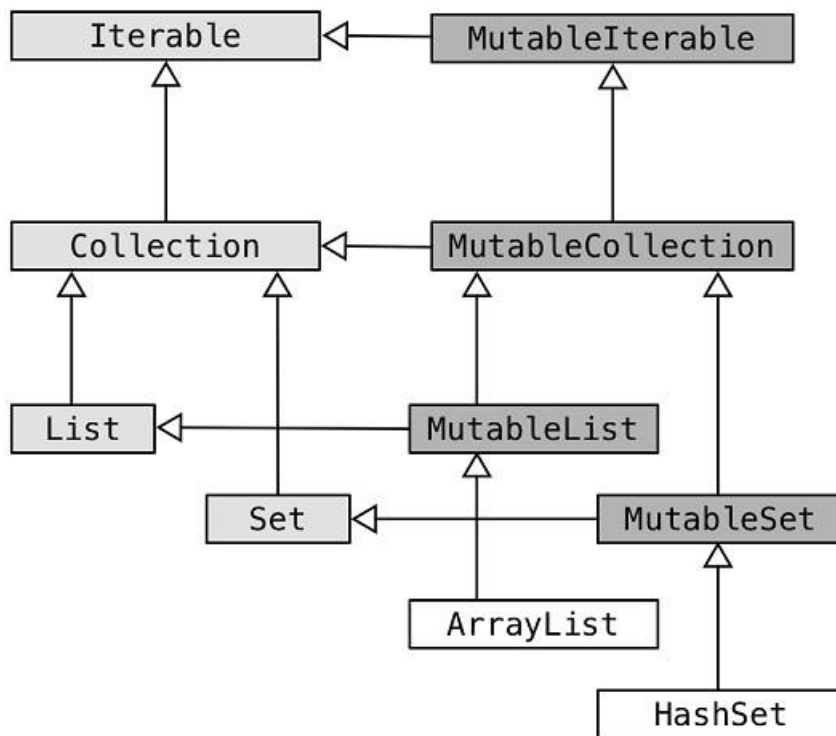 Iterable
MutableIterable
Collection
MutableCollection
List
MutableList
Set
MutableSet
ArrayList
HashSet